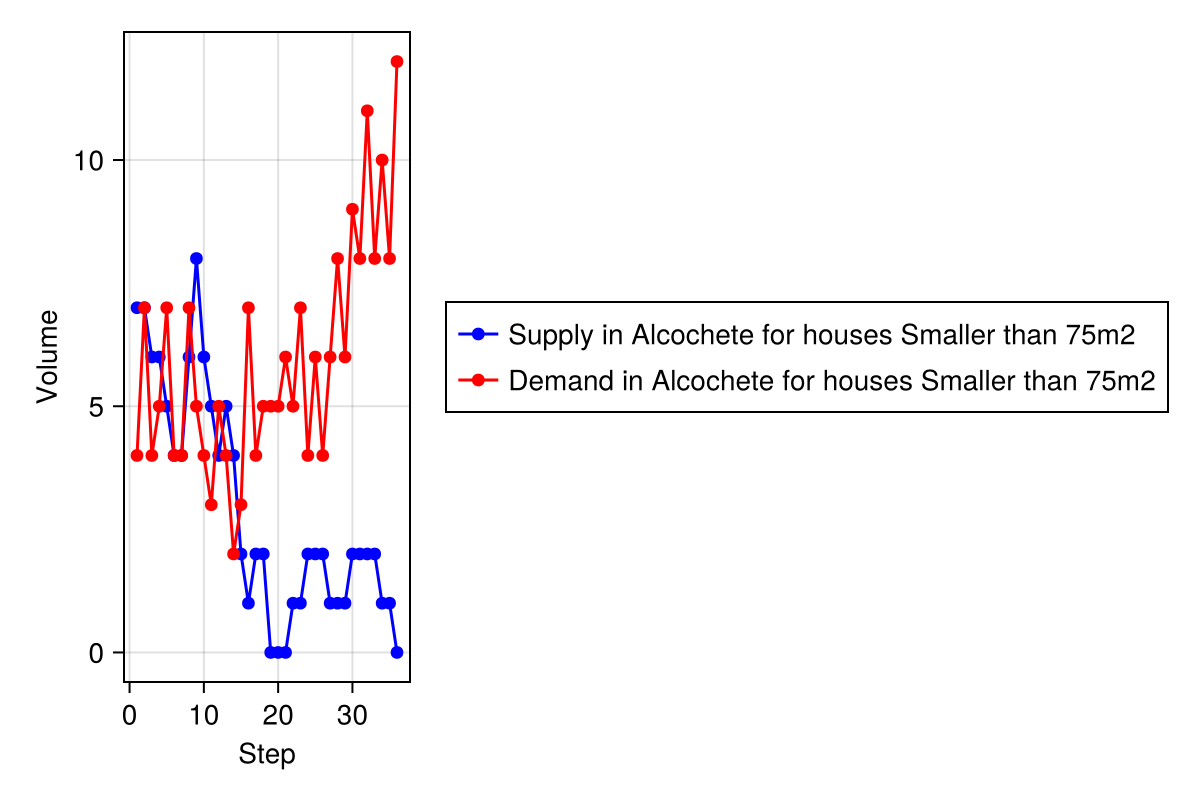 10
5
0
Volume
0 10 20 30
Step
Supply in Alcochete for houses Smaller than 75m2
Demand in Alcochete for houses Smaller than 75m2